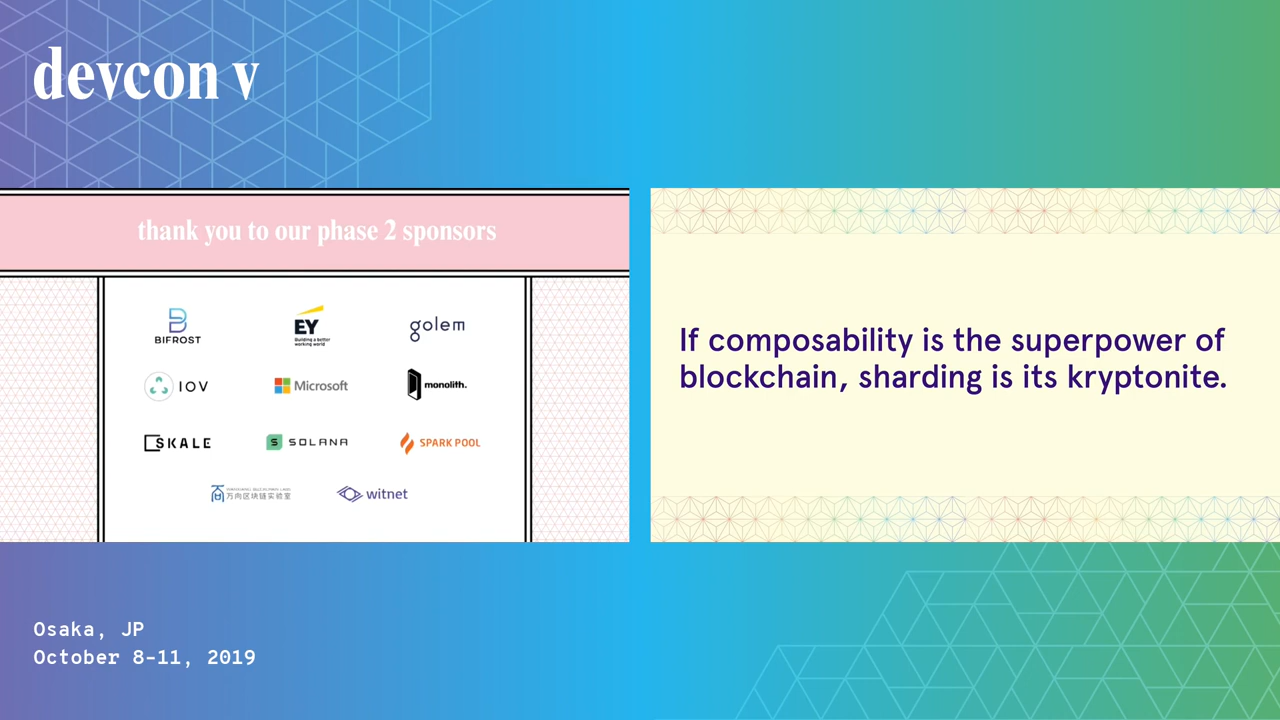 devcon v
thank you to our phase 2 sponsors
BIFROST
EY
Building a better
working world
golem
IOV
Microsoft
monolith.
SKALE
S SOLANA
SPARK POOL
万向区块链实验室
witnet
If composability is the superpower of
blockchain, sharding is its kryptonite.
Osaka, JP
October 8-11, 2019